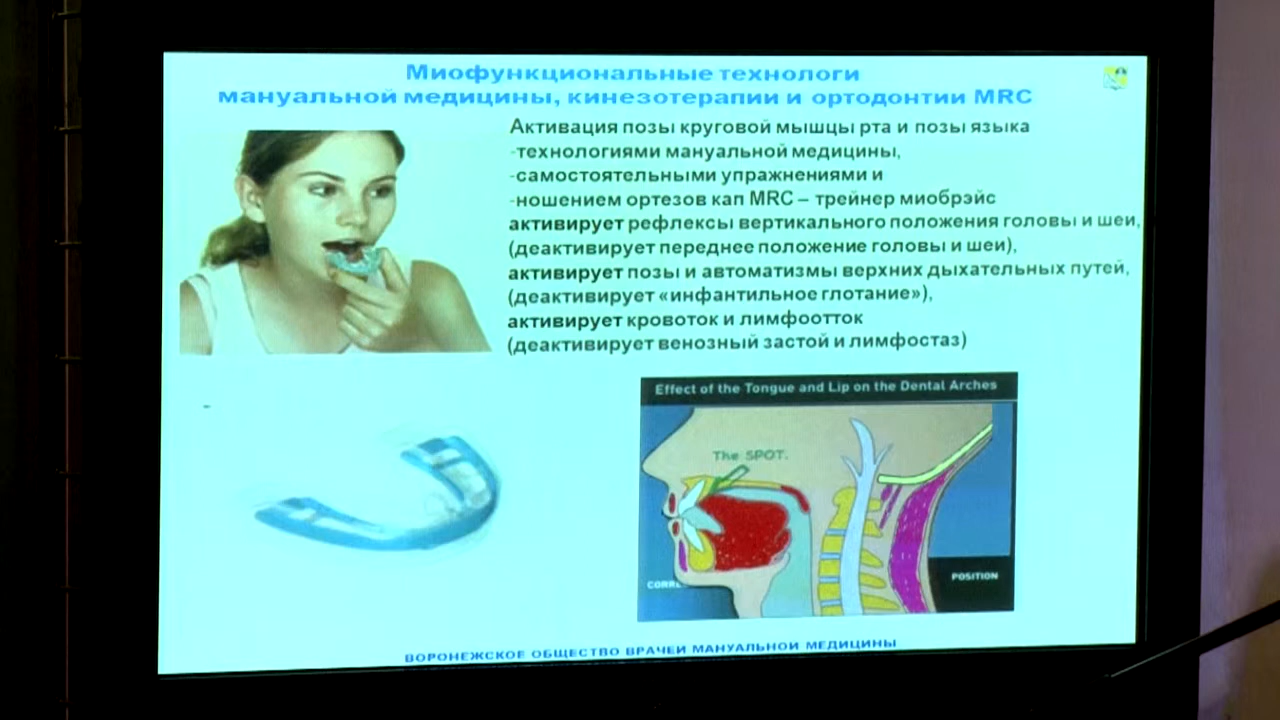 Миофункциональные технологи
мануальной медицины, кинезотерапии и ортодонтии MRC
Активация позы круговой мышцы рта и позы языка
-технологиями мануальной медицины,
-самостоятельными упражнениями и
-ношением ортезов кап MRC – трейнер миобрэйс
активирует рефлексы вертикального положения головы и шеи,
(деактивирует переднее положение головы и шеи),
активирует позы и автоматизмы верхних дыхательных путей,
(деактивирует «инфантильное глотание»),
активирует кровоток и лимфоотток
(деактивирует венозный застой и лимфостаз)
Effect of the Tongue and Lip on the Dental Arches
The SPOT.
POSITION
ВОРОНЕЖСКОЕ ОБЩЕСТВО ВРАЧЕЙ МАНУАЛЬНОЙ МЕДИЦИНЫ